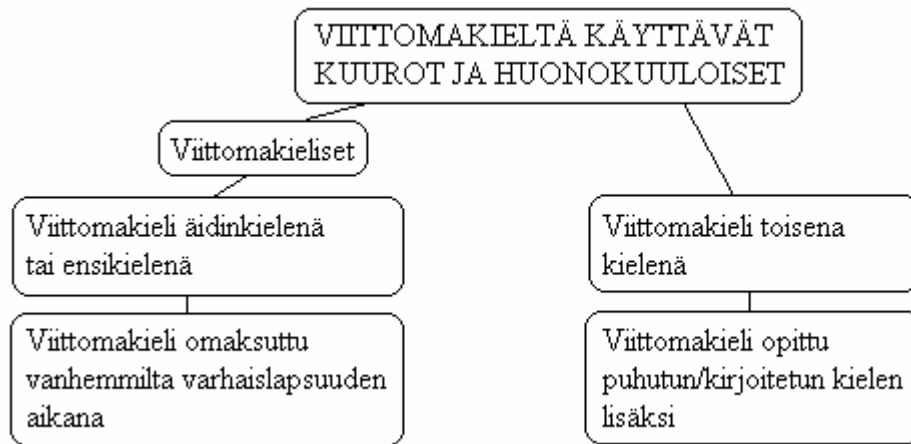 VIITTOMAKIELTÄ KÄYTTÄVÄT
KUUROT JA HUONOKUULOISET
Viittomakieliset
Viittomakieli äidinkielenä
tai ensikielenä
Viittomakieli toisena
kielenä
Viittomakieli omaksuttu
vanhemmilta varhaislapsuuden
aikana
Viittomakieli opittu
puhutun/kirjoitetun kielen
lisäksi